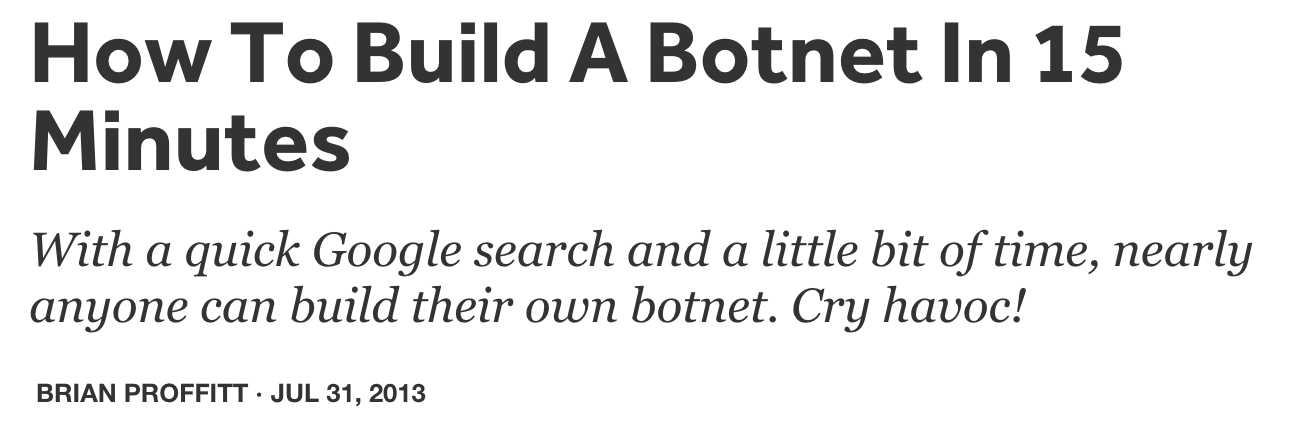 How To Build A Botnet In 15
Minutes
With a quick Google search and a little bit of time, nearly
anyone can build their own botnet. Cry havoc!
BRIAN PROFFITT · JUL 31, 2013